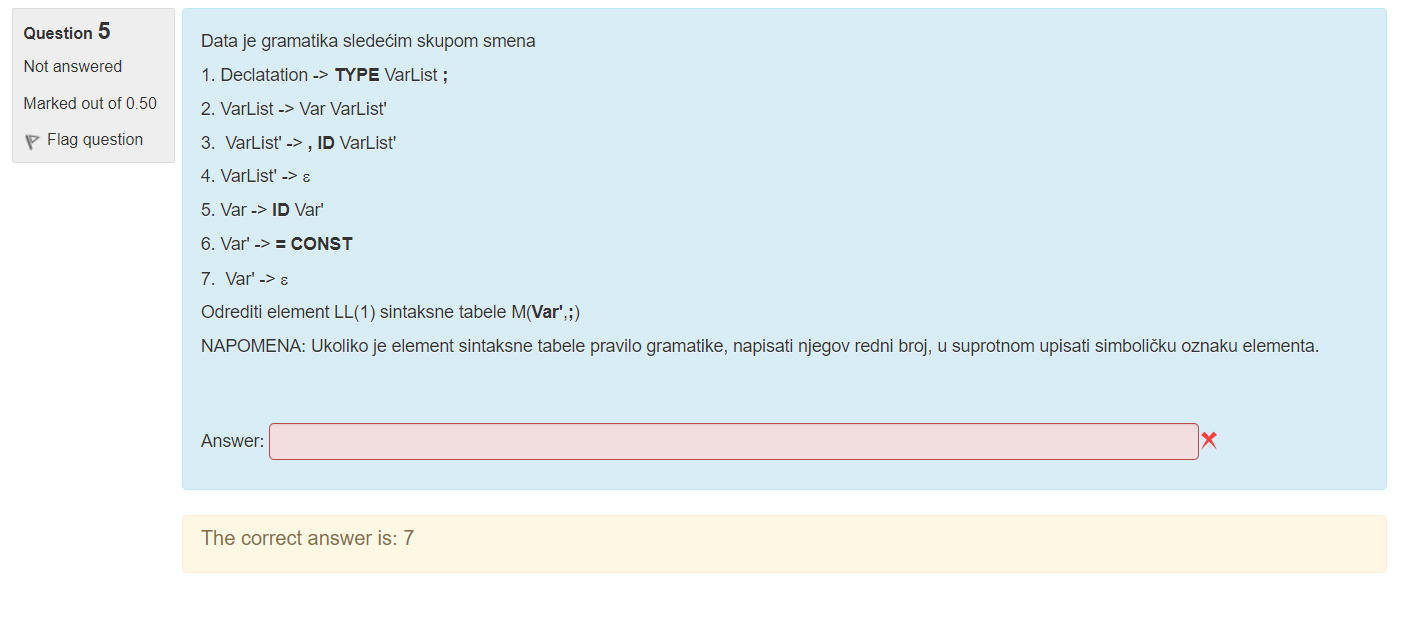 Question 5
Not answered
Marked out of 0.50
Flag question
Data je gramatika sledećim skupom smena
1. Declatation -> TYPE VarList ;
2. VarList -> Var VarList'
3. VarList' -> , ID VarList'
4. VarList' -> ε
5. Var -> ID Var'
6. Var' -> = CONST
7. Var' -> ε
Odrediti element LL(1) sintaksne tabele M(Var',;)
NAPOMENA: Ukoliko je element sintaksne tabele pravilo gramatike, napisati njegov redni broj, u suprotnom upisati simboličku oznaku elementa.
Answer:
The correct answer is: 7